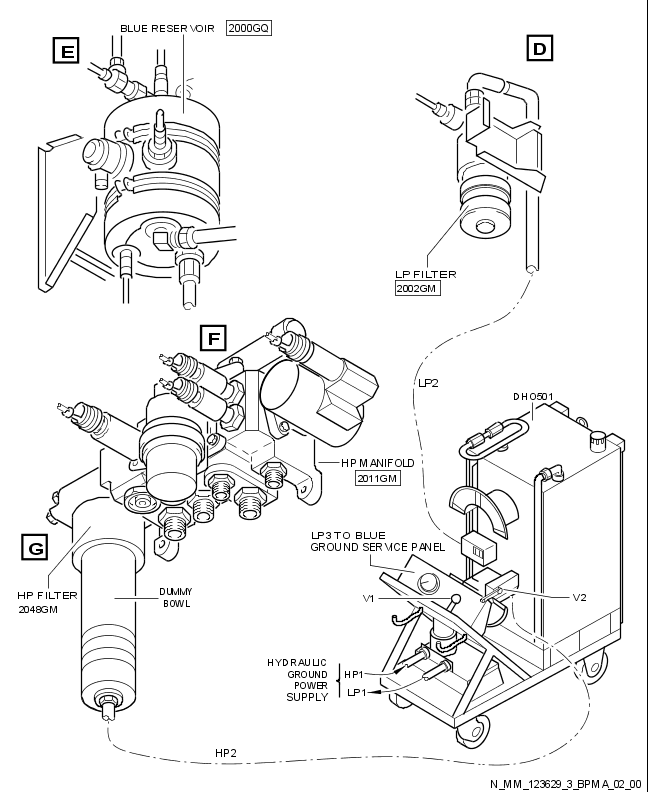 BLUE RESERVOIR 2000GQ
E
D
LP FILTER
2002GM
F
LP2
DHO501
HP MANIFOLD
2011GM
G
LP3 TO BLUE
GROUND SERVICE PANEL
HP FILTER
2048GM
DUMMY
BOWL
V1
V2
HYDRAULIC
GROUND
POWER
SUPPLY
HP1
LP1
HP2
N_MM_123629_3_BPMA_02_00